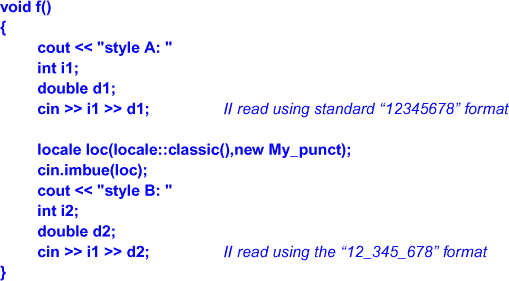 void f()
{
cout << "style A: "
int i1;
double d1;
cin >> i1 >> d1; // read using standard “12345678” format
locale loc(locale::classic(),new My_punct);
cin.imbue(loc);
cout << "style B: "
int i2;
double d2;
cin >> i1 >> d2; // read using the “12_345_678” format
}